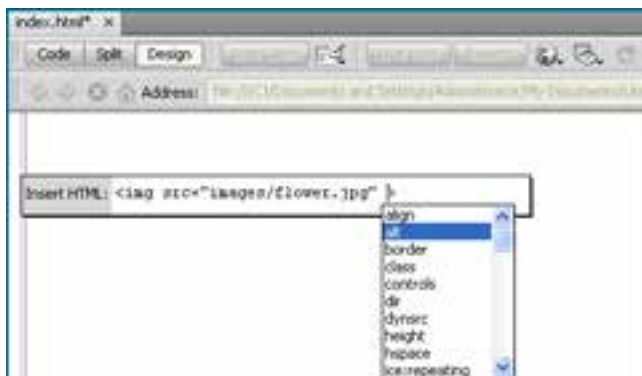 index.html* x
Code Split Design
Address:
Insert HTML: <img src="images/flower.jpg" >
align
alt
border
class
controls
dir
dynsrc
height
hspace
ice:repeating